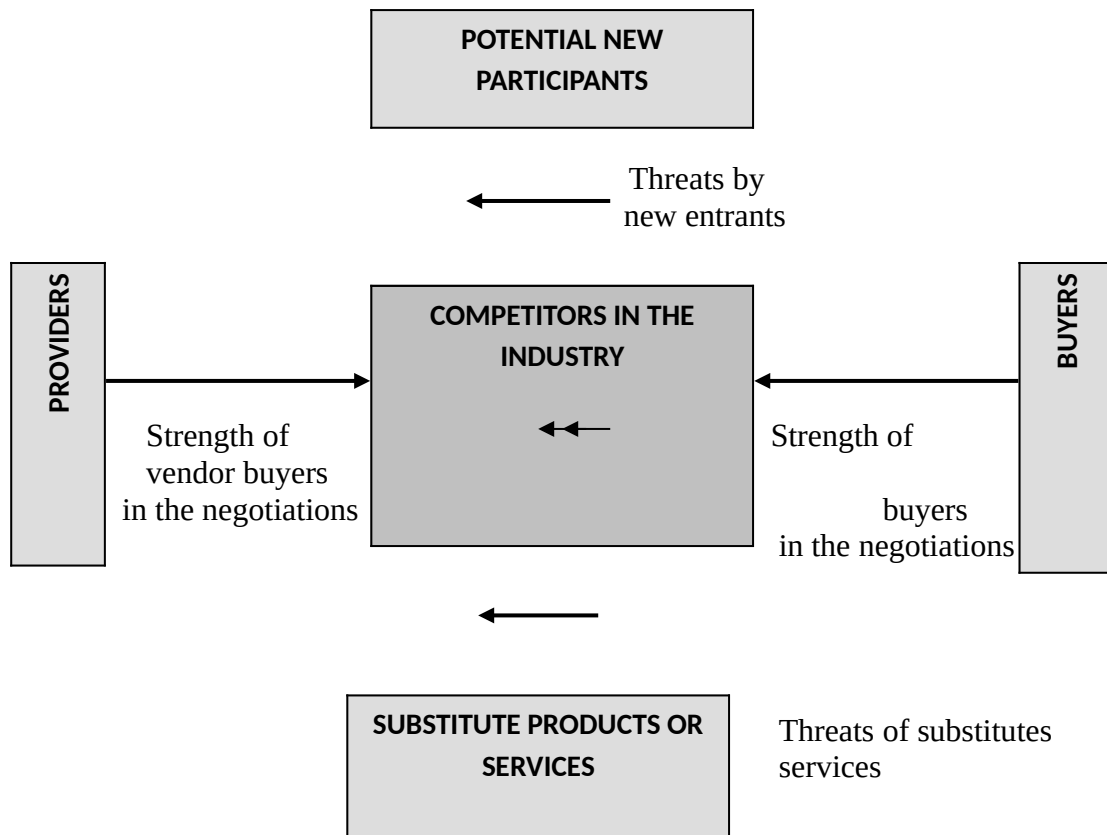 POTENTIAL NEW
PARTICIPANTS
Threats by
new entrants
PROVIDERS
COMPETITORS IN THE
INDUSTRY
BUYERS
Strength of
vendor buyers
in the negotiations
Strength of
buyers
in the negotiations
SUBSTITUTE PRODUCTS OR
SERVICES
Threats of substitutes
services